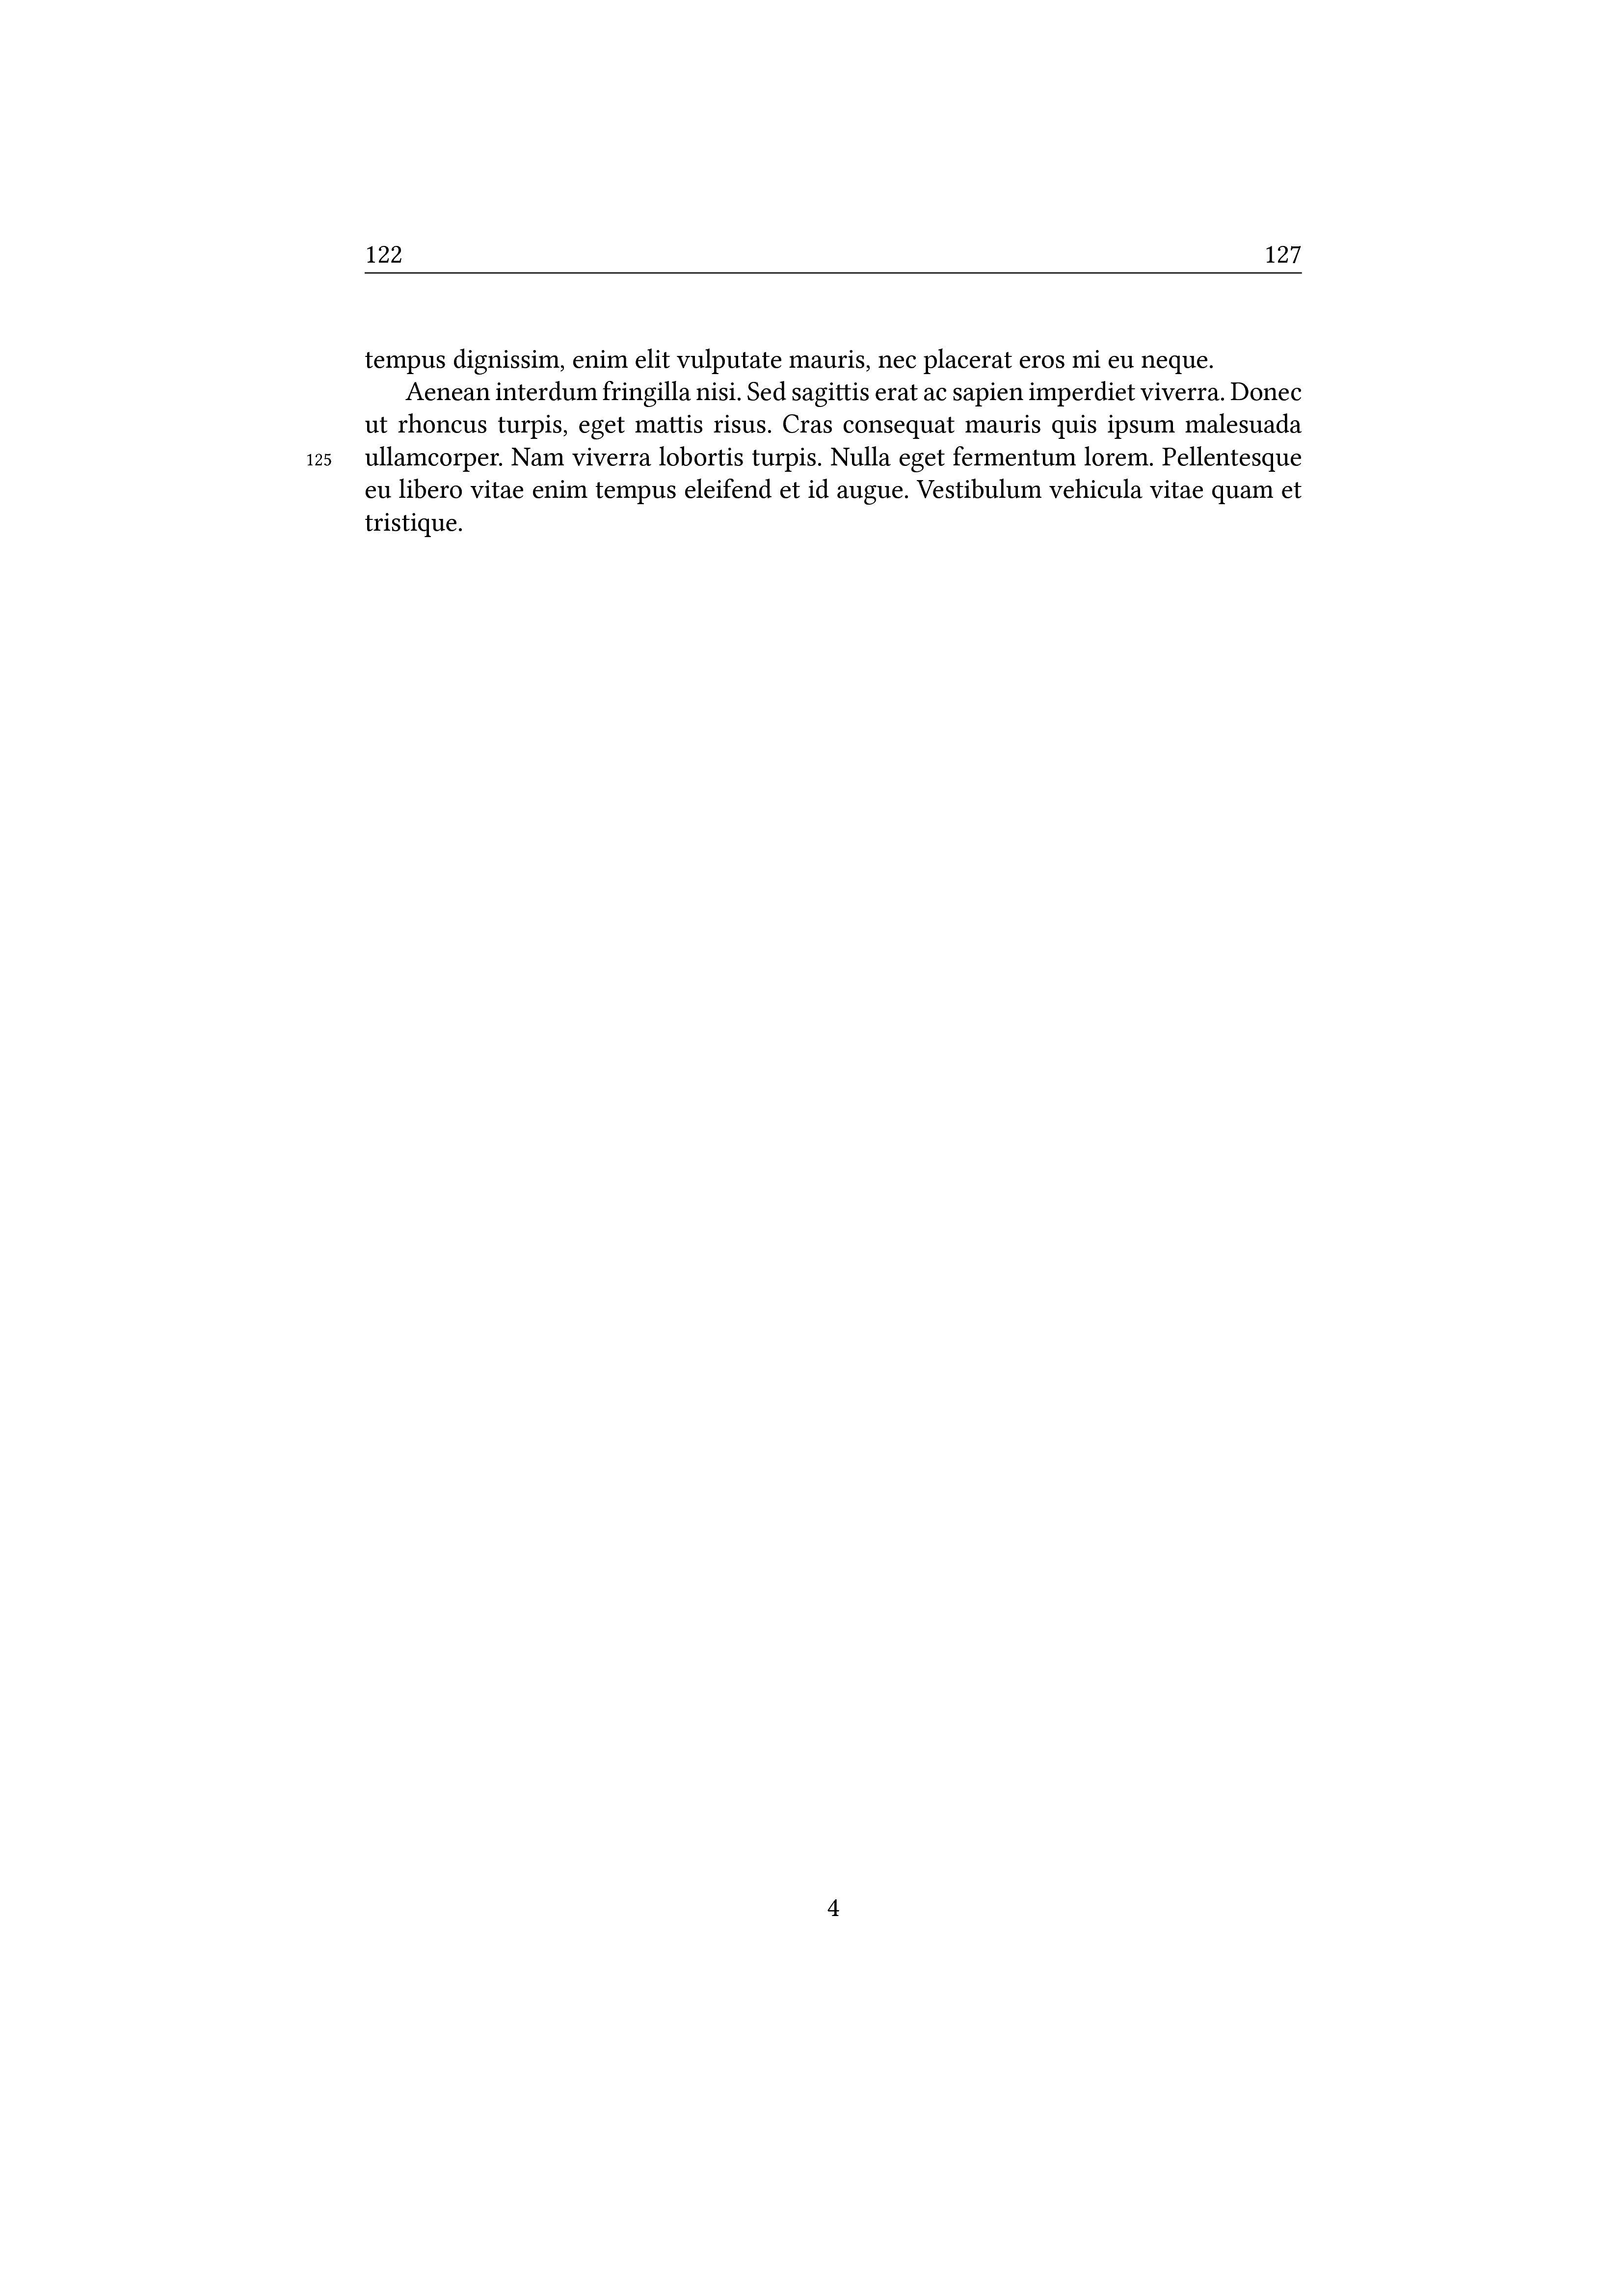 122 127
tempus dignissim, enim elit vulputate mauris, nec placerat eros mi eu neque.
Aenean interdum fringilla nisi. Sed sagittis erat ac sapien imperdiet viverra. Donec
ut rhoncus turpis, eget mattis risus. Cras consequat mauris quis ipsum malesuada
125 ullamcorper. Nam viverra lobortis turpis. Nulla eget fermentum lorem. Pellentesque
eu libero vitae enim tempus eleifend et id augue. Vestibulum vehicula vitae quam et
tristique.
4